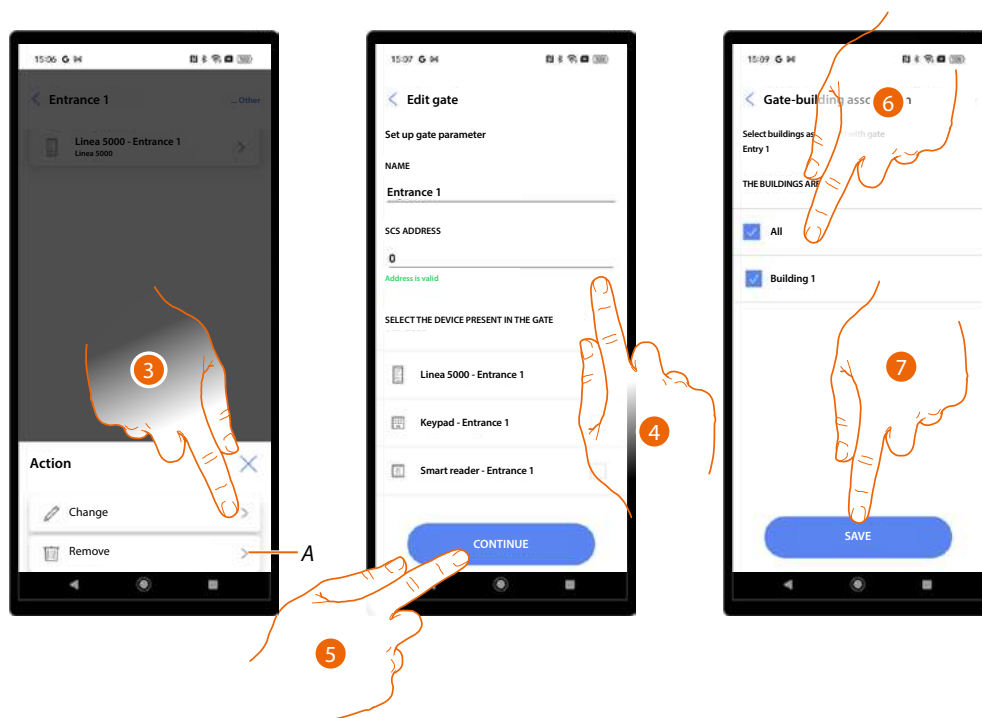 15:06 G
Entrance 1
... Other
Linea 5000 - Entrance 1
Linea 5000
3
Action
Change
Remove
A
15:07 G
Edit gate
Set up gate parameter
NAME
Entrance 1
SCS ADDRESS
0
Address is valid
SELECT THE DEVICE PRESENT IN THE GATE
Linea 5000 - Entrance 1
Keypad - Entrance 1
Smart reader - Entrance 1
CONTINUE
4
5
15:09 G
Gate-building assc n
6
Select buildings as with gate
Entry 1
THE BUILDINGS ARE
All
Building 1
7
SAVE